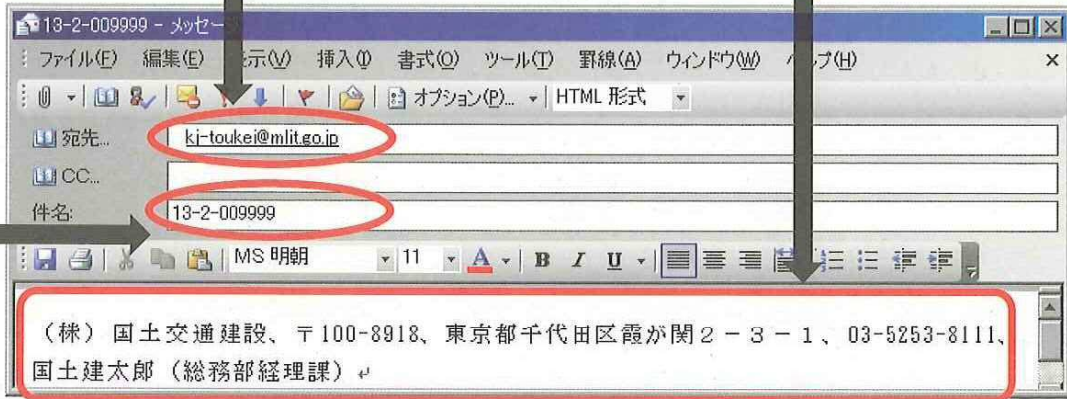 13-2-009999 - メッセー
ファイル(F) 編集(E) 示(V) 挿入(I) 書式(O) ツール(T) 罫線(A) ウィンドウ(W) プ(H)
オプション(P)... HTML 形式
宛先... kj-toukei@mlit.go.jp
CC...
件名: 13-2-009999
MS 明朝 11 A B I U
（株）国土交通建設、〒100-8918、東京都千代田区霞が関２－３－１、03-5253-8111、
国土建太郎（総務部経理課）